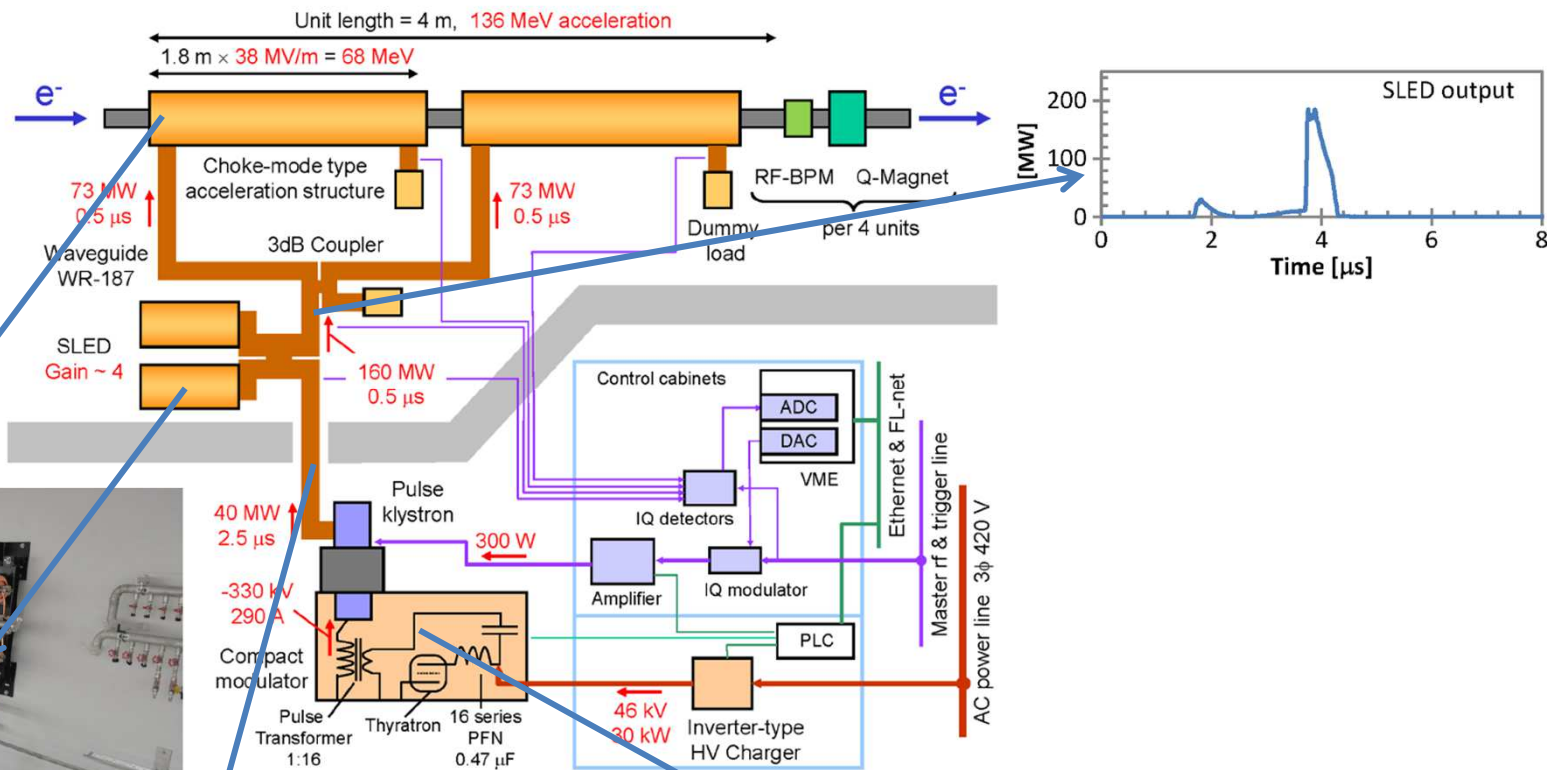 Unit length = 4 m, 136 MeV acceleration
1.8 m × 38 MV/m = 68 MeV
e-
e-
Choke-mode type
acceleration structure
73 MW
0.5 μs
73 MW
0.5 μs
RF-BPM
Q-Magnet
per 4 units
Dummy
load
3dB Coupler
Waveguide
WR-187
SLED
Gain ~ 4
160 MW
0.5 μs
SLED output
[MW]
200
100
0
0
2
4
6
8
Time [μs]
Control cabinets
ADC
DAC
VME
IQ detectors
Ethernet & FL-net
Master rf & trigger line
AC power line 3ϕ 420 V
40 MW
2.5 μs
Pulse
klystron
300 W
Amplifier
IQ modulator
-330 kV
290 A
Compact
modulator
PLC
Pulse
Transformer
1:16
Thyratron
16 series
PFN
0.47 μF
46 kV
30 kW
Inverter-type
HV Charger